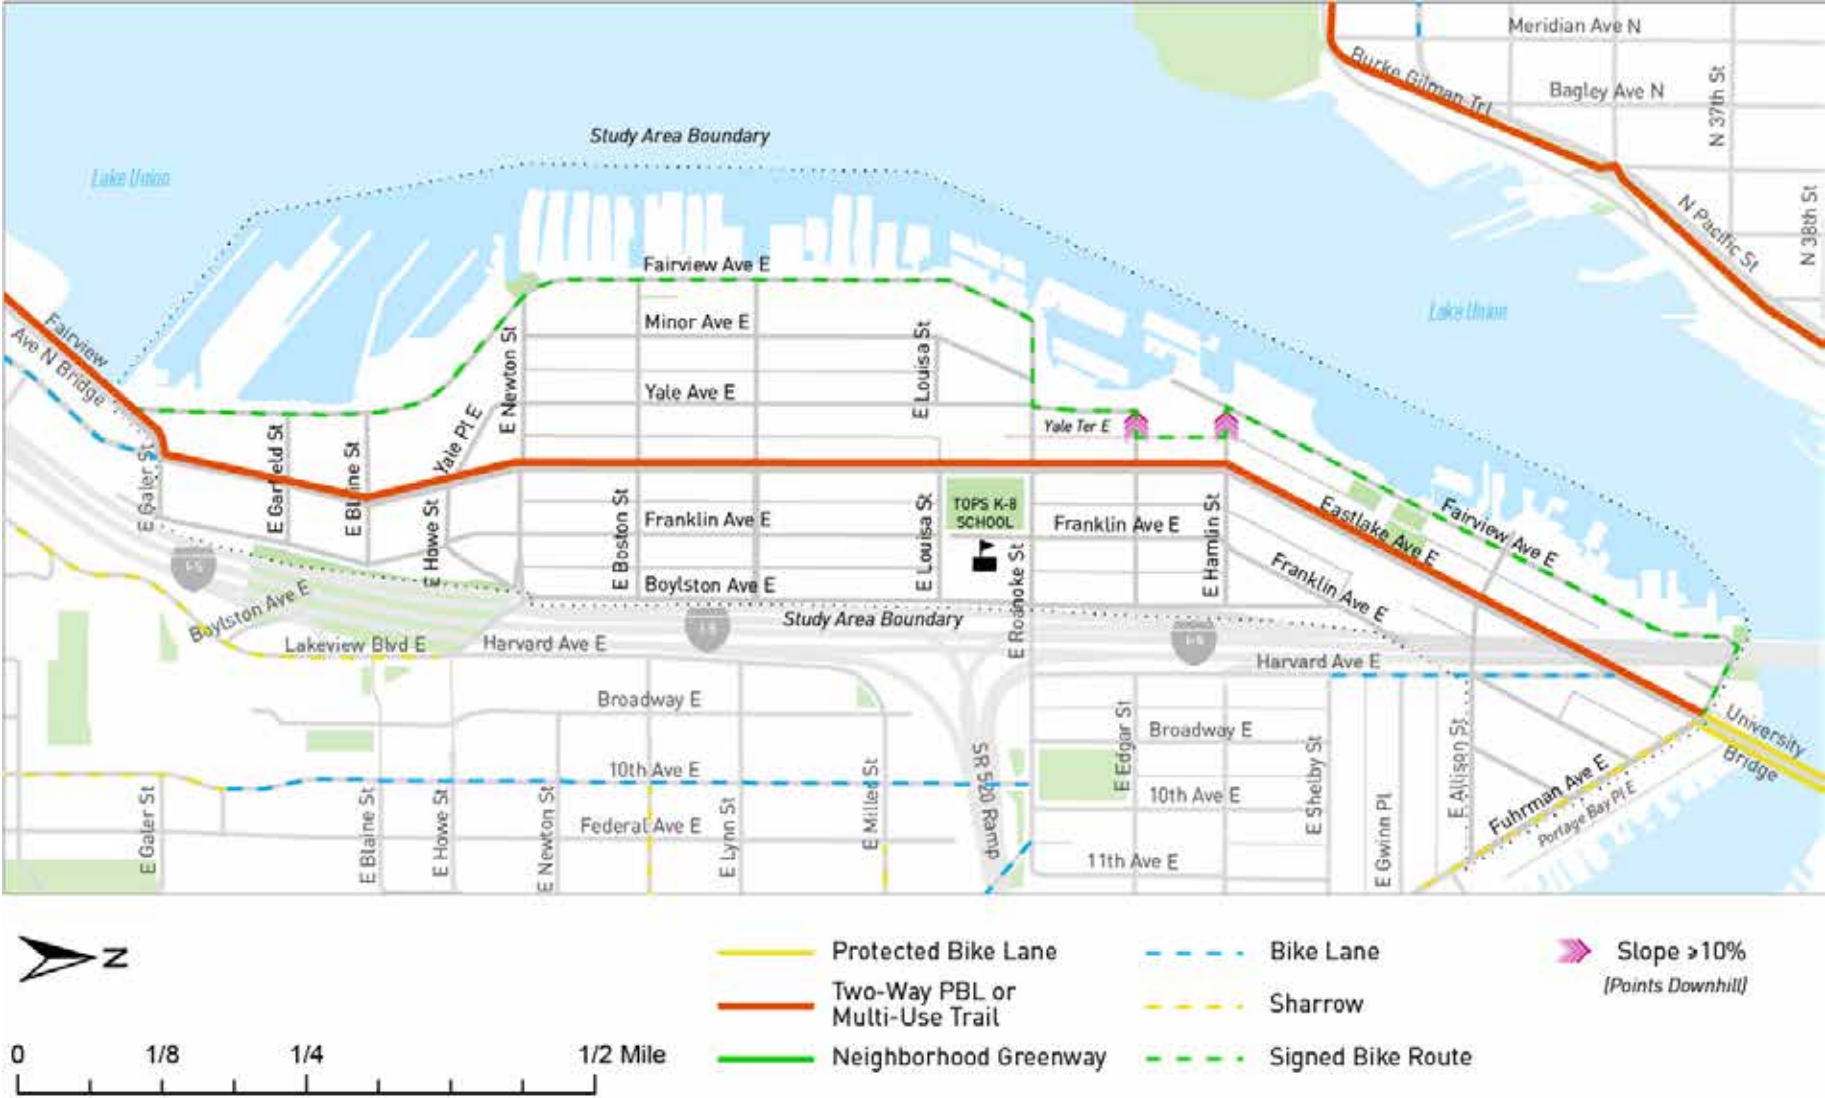 Meridian Ave N
Burke Gilman Trl
Bagley Ave N
N 37th St
Study Area Boundary
Lake Union
N Pacific St
N 38th St
Fairview Ave E
Lake Union
Minor Ave E
Fairview
Ave N Bridge
E Newton St
E Louisa St
Yale Ave E
Yale Pl E
Yale Ter E
E Galer St
E Garfield St
E Blaine St
E Howe St
E Boston St
Franklin Ave E
E Louisa St
TOPS K-8
SCHOOL
Franklin Ave E
E Hamlin St
Eastlake Ave E
Fairview Ave E
I-5
Boylston Ave E
E Roanoke St
Franklin Ave E
Boylston Ave E
I-5
Study Area Boundary
I-5
Lakeview Blvd E
Harvard Ave E
Harvard Ave E
Broadway E
E Edgar St
Broadway E
E Allison St
University
Bridge
10th Ave E
SR 520 Ramp
10th Ave E
E Shelby St
Fuhrman Ave E
Portage Bay Pl E
E Galer St
E Blaine St
E Howe St
E Newton St
Federal Ave E
E Lynn St
E Miller St
11th Ave E
E Gwinn Pl
N
Protected Bike Lane
Bike Lane
Slope >10%
(Points Downhill)
Two-Way PBL or
Multi-Use Trail
Sharrow
Neighborhood Greenway
Signed Bike Route
0 1/8 1/4 1/2 Mile